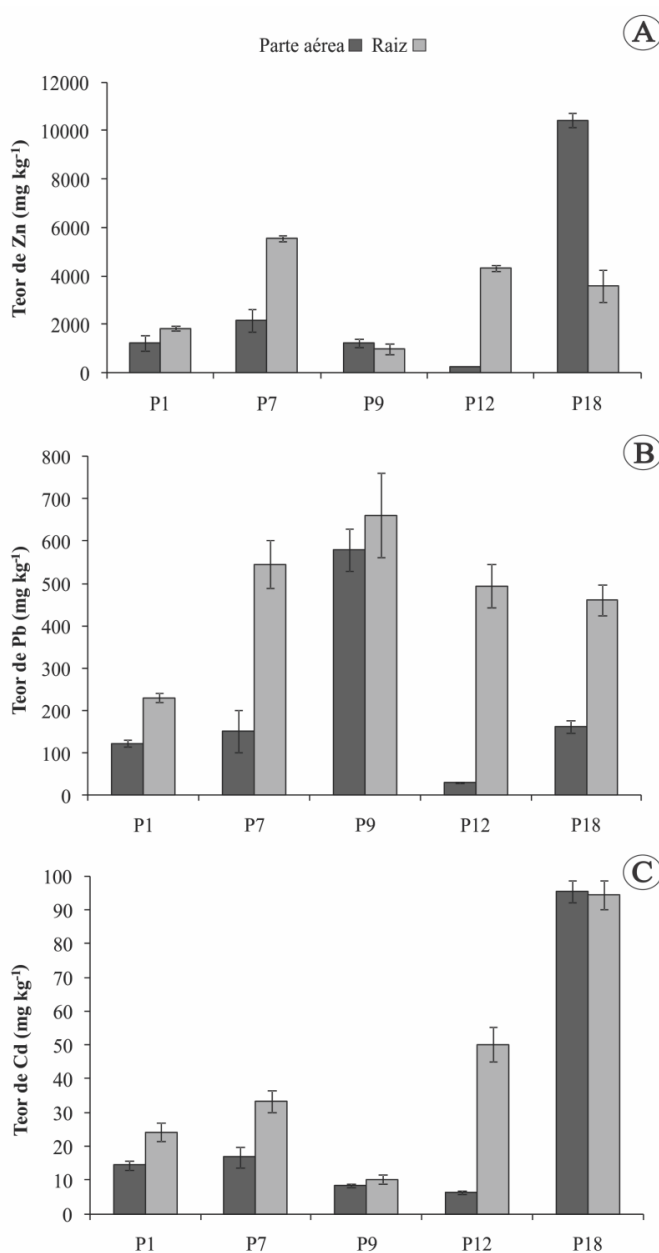 A
Parte aérea Raiz
Teor de Zn (mg kg⁻¹)
12000
10000
8000
6000
4000
2000
0
P1 P7 P9 P12 P18
B
Teor de Pb (mg kg⁻¹)
800
700
600
500
400
300
200
100
0
P1 P7 P9 P12 P18
C
Teor de Cd (mg kg⁻¹)
100
90
80
70
60
50
40
30
20
10
0
P1 P7 P9 P12 P18